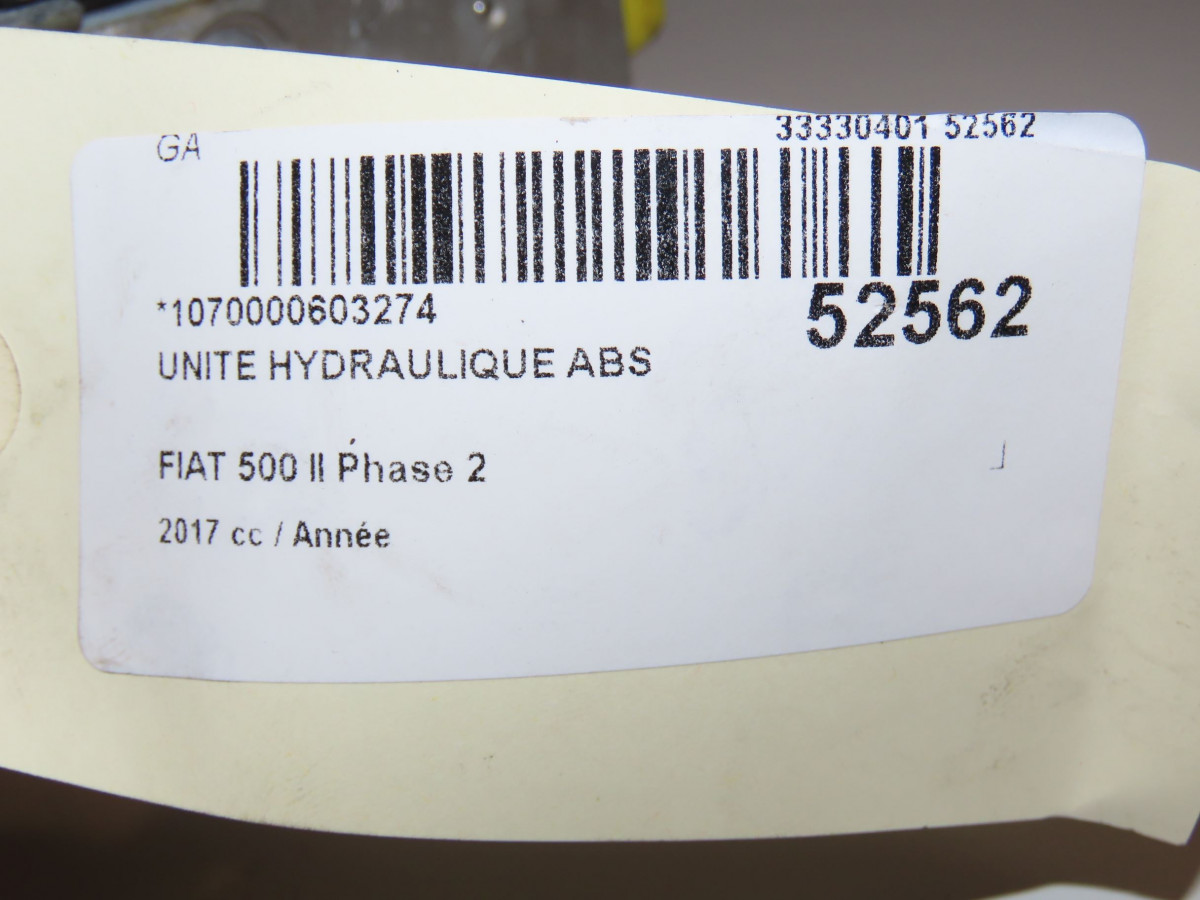 GA
33330401 52562
*1070000603274
52562
UNITE HYDRAULIQUE ABS
FIAT 500 II Phase 2
2017 cc / Année